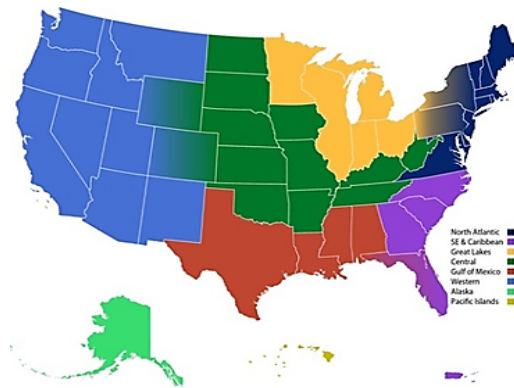 North Atlantic
SE & Caribbean
Great Lakes
Central
Gulf of Mexico
Western
Alaska
Pacific Islands